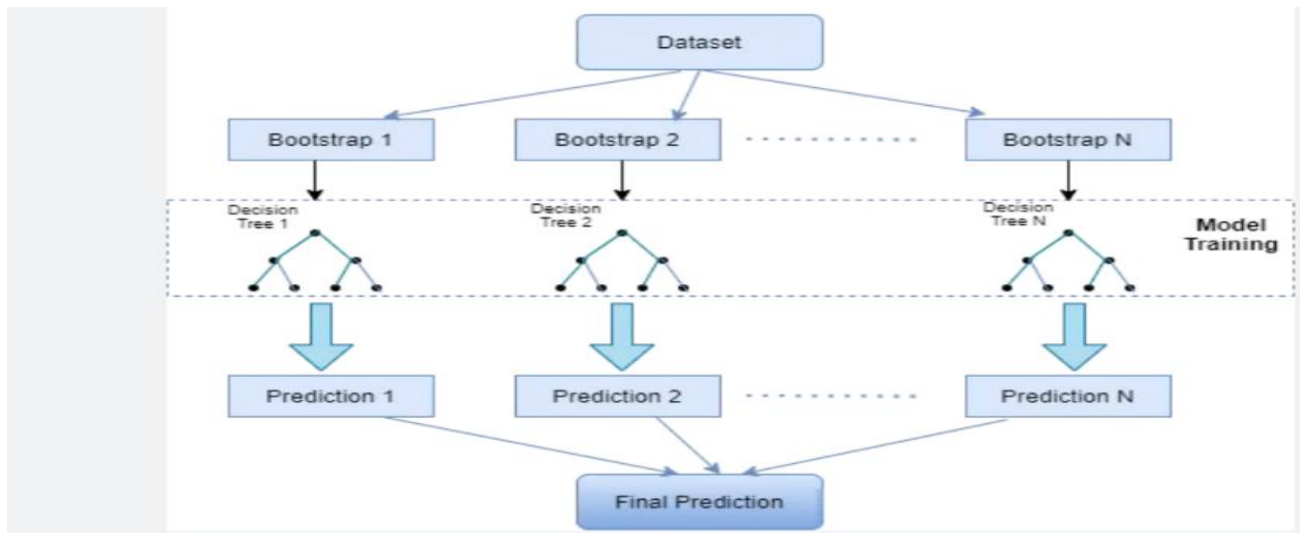 Dataset
Bootstrap 1
Bootstrap 2
Bootstrap N
Decision
Tree 1
Decision
Tree 2
Decision
Tree N
Model
Training
Prediction 1
Prediction 2
Prediction N
Final Prediction